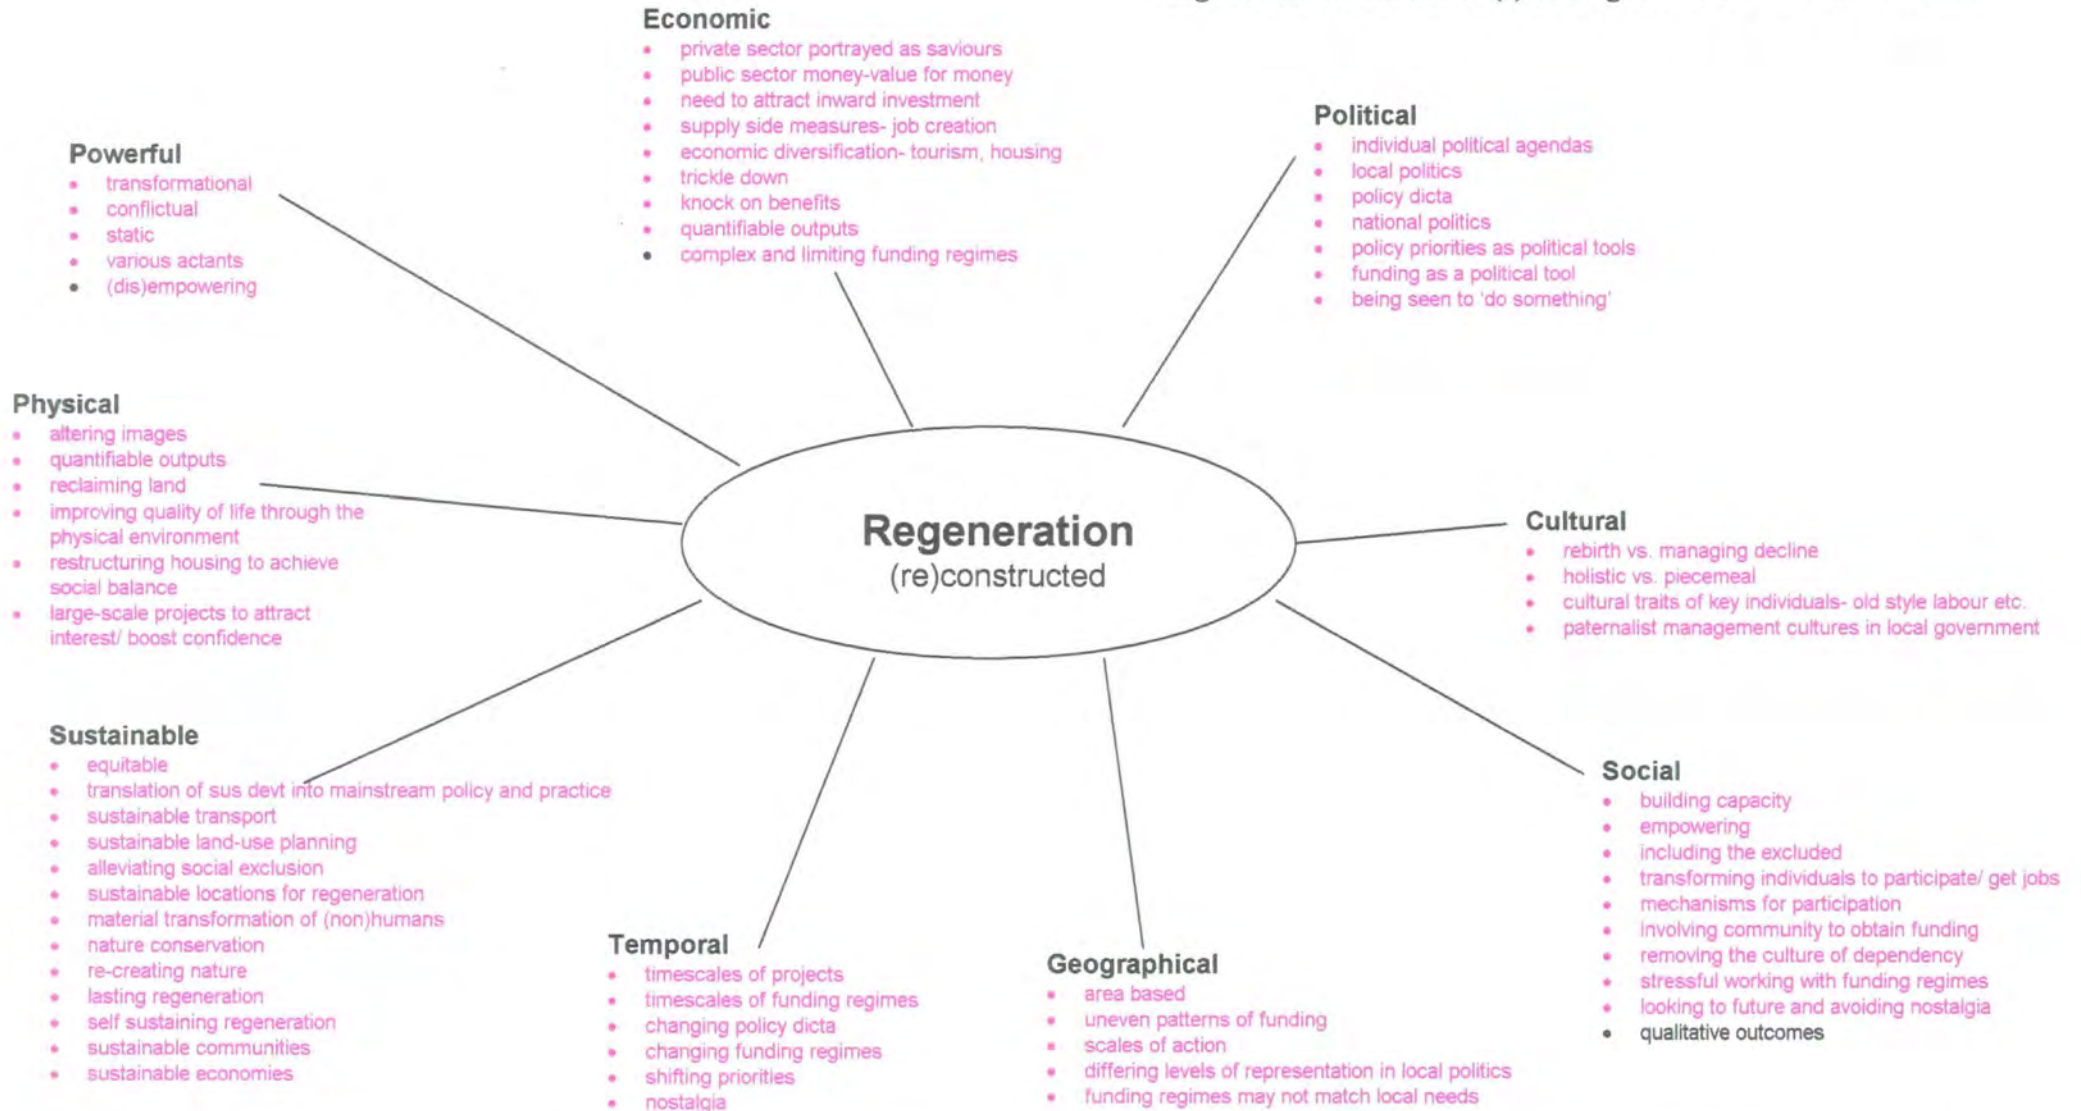 Economic
• private sector portrayed as saviours
• public sector money-value for money
• need to attract inward investment
• supply side measures- job creation
• economic diversification- tourism, housing
• trickle down
• knock on benefits
• quantifiable outputs
• complex and limiting funding regimes
Political
• individual political agendas
• local politics
• policy dicta
• national politics
• policy priorities as political tools
• funding as a political tool
• being seen to 'do something'
Powerful
• transformational
• conflictual
• static
• various actants
• (dis)empowering
Physical
• altering images
• quantifiable outputs
• reclaiming land
• improving quality of life through the
physical environment
• restructuring housing to achieve
social balance
• large-scale projects to attract
interest/ boost confidence
Regeneration
(re)constructed
Cultural
• rebirth vs. managing decline
• holistic vs. piecemeal
• cultural traits of key individuals- old style labour etc.
• paternalist management cultures in local government
Sustainable
• equitable
• translation of sus devt into mainstream policy and practice
• sustainable transport
• sustainable land-use planning
• alleviating social exclusion
• sustainable locations for regeneration
• material transformation of (non)humans
• nature conservation
• re-creating nature
• lasting regeneration
• self sustaining regeneration
• sustainable communities
• sustainable economies
Temporal
• timescales of projects
• timescales of funding regimes
• changing policy dicta
• changing funding regimes
• shifting priorities
• nostalgia
Geographical
• area based
• uneven patterns of funding
• scales of action
• differing levels of representation in local politics
• funding regimes may not match local needs
Social
• building capacity
• empowering
• including the excluded
• transforming individuals to participate/ get jobs
• mechanisms for participation
• involving community to obtain funding
• removing the culture of dependency
• stressful working with funding regimes
• looking to future and avoiding nostalgia
• qualitative outcomes